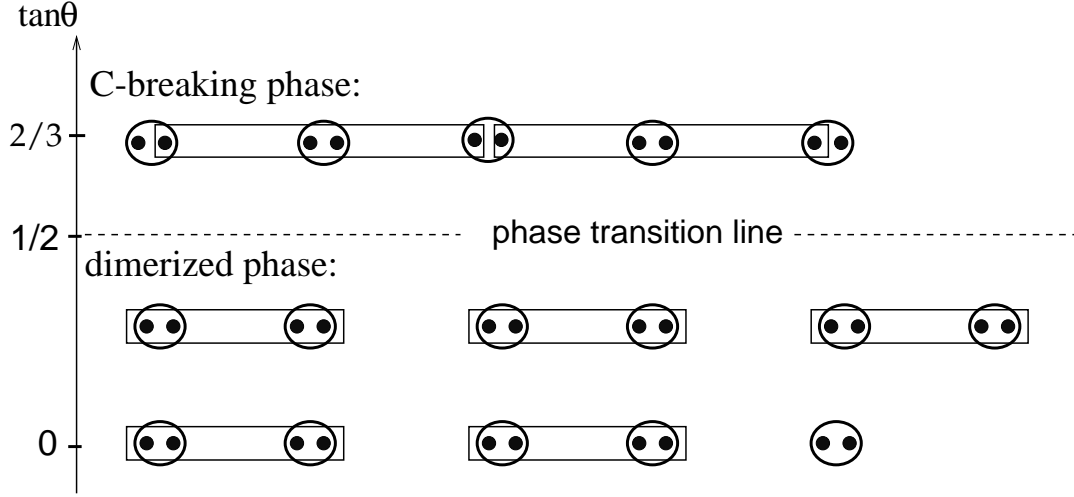 tanθ
C-breaking phase:
2/3
1/2
phase transition line
dimerized phase:
0